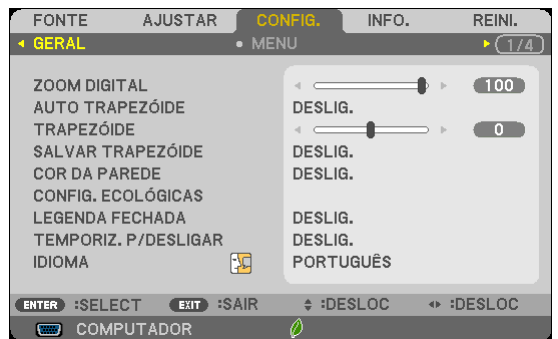 FONTE AJUSTAR CONFIG. INFO. REINI.
GERAL • MENU 1/4
ZOOM DIGITAL 100
AUTO TRAPEZÓIDE DESLIG.
TRAPEZÓIDE 0
SALVAR TRAPEZÓIDE DESLIG.
COR DA PAREDE DESLIG.
CONFIG. ECOLÓGICAS
LEGENDA FECHADA DESLIG.
TEMPORIZ. P/DESLIGAR DESLIG.
IDIOMA PORTUGUÊS
ENTER :SELECT EXIT :SAIR :DESLOC :DESLOC
COMPUTADOR